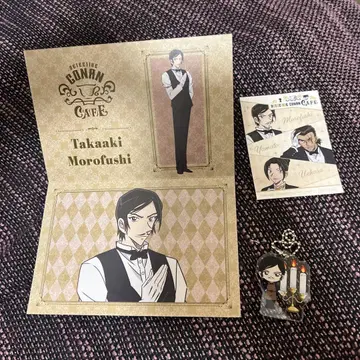 DETECTIVE
CONAN
CAFE
Takaaki
Morofushi
CONAN
CAFE
Morofushi
Yamato
Uehara